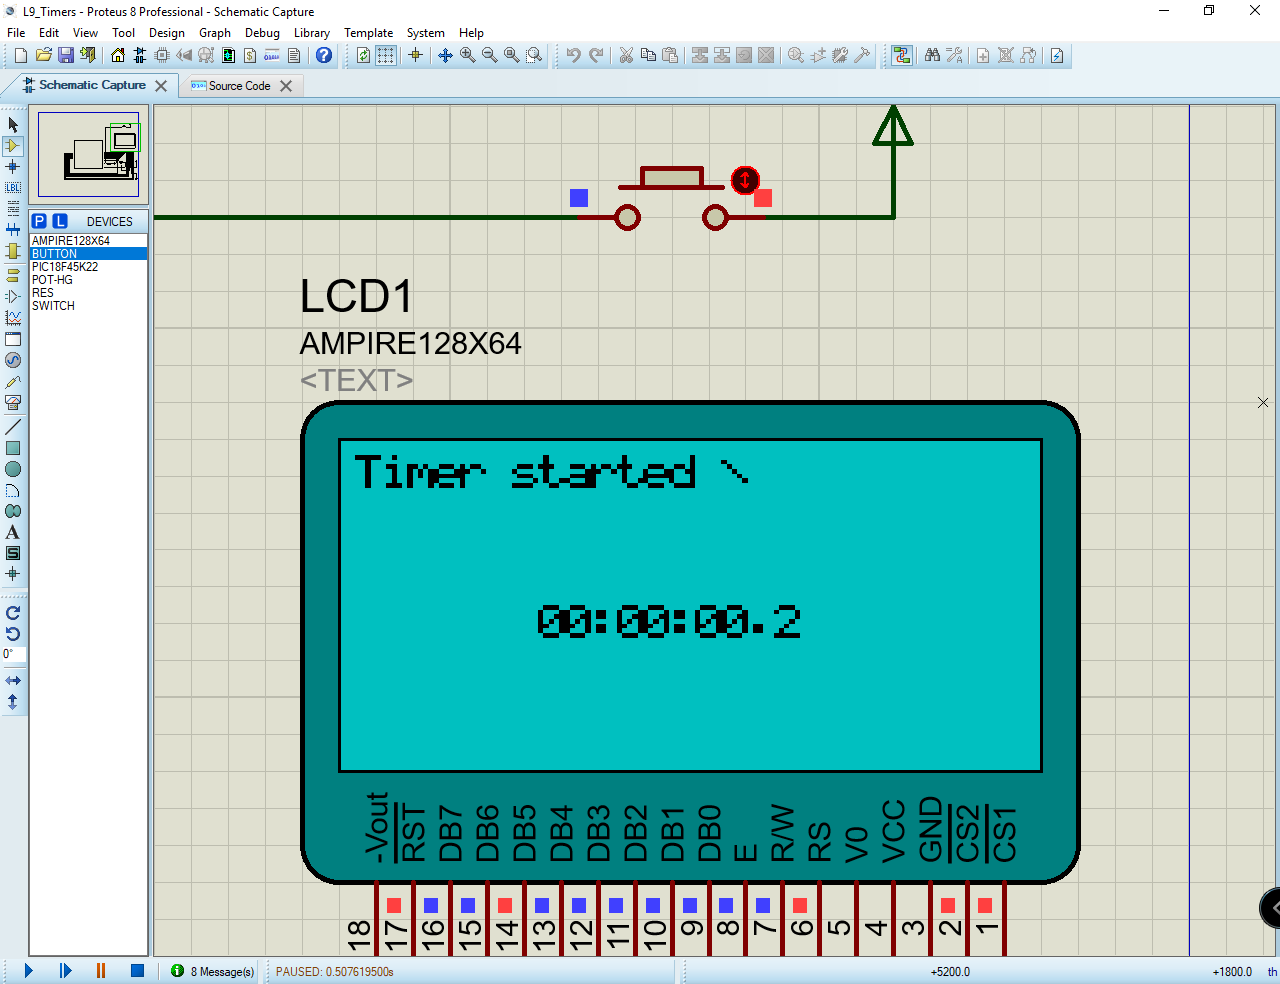 L9_Timers - Proteus 8 Professional - Schematic Capture
File Edit View Tool Design Graph Debug Library Template System Help
Schematic Capture
Source Code
P L DEVICES
AMPIRE128X64
BUTTON
PIC18F45K22
POT-HG
RES
SWITCH
LBL
A
S
0°
LCD1
AMPIRE128X64
<TEXT>
Timer started \
00:00:00.2
-Vout RST DB7 DB6 DB5 DB4 DB3 DB2 DB1 DB0 E R/W RS V0 VCC GND CS2 CS1
18 17 16 15 14 13 12 11 10 9 8 7 6 5 4 3 2 1
8 Message(s)
PAUSED: 0.507619500s
+5200.0
+1800.0
th